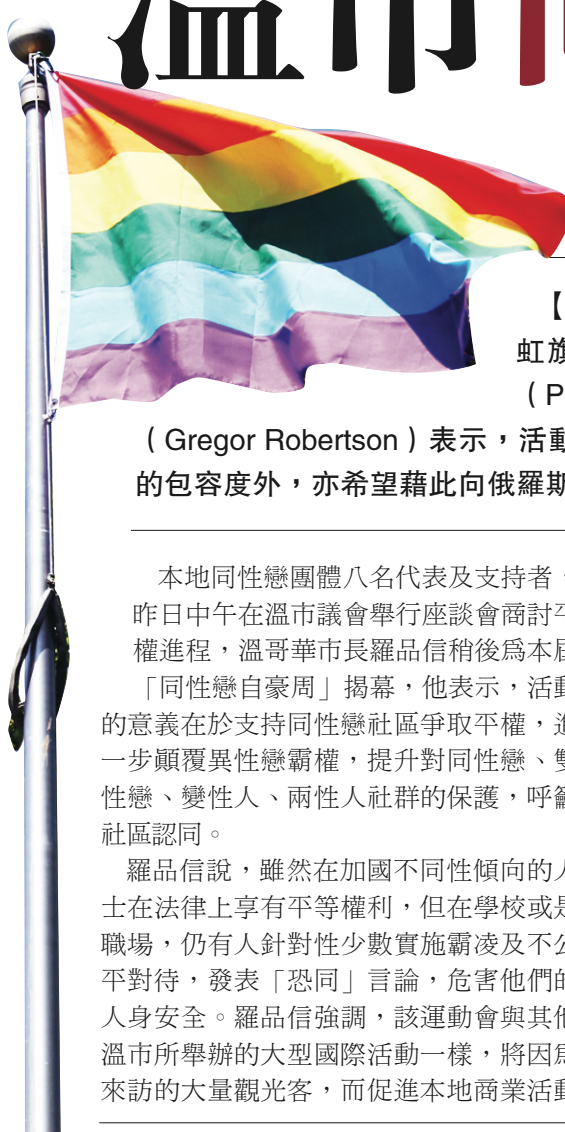 溫市
【
虹旗
（P
（Gregor Robertson）表示，活動
的包容度外，亦希望藉此向俄羅斯
本地同性戀團體八名代表及支持者，
昨日中午在溫市議會舉行座談會商討平
權進程，溫哥華市長羅品信稍後爲本屆
「同性戀自豪周」揭幕，他表示，活動
的意義在於支持同性戀社區爭取平權，進
一步顛覆異性戀霸權，提升對同性戀、雙
性戀、變性人、兩性人社群的保護，呼籲
社區認同。
羅品信說，雖然在加國不同性傾向的人
士在法律上享有平等權利，但在學校或是
職場，仍有人針對性少數實施霸凌及不公
平對待，發表「恐同」言論，危害他們的
人身安全。羅品信強調，該運動會與其他
溫市所舉辦的大型國際活動一樣，將因爲
來訪的大量觀光客，而促進本地商業活動